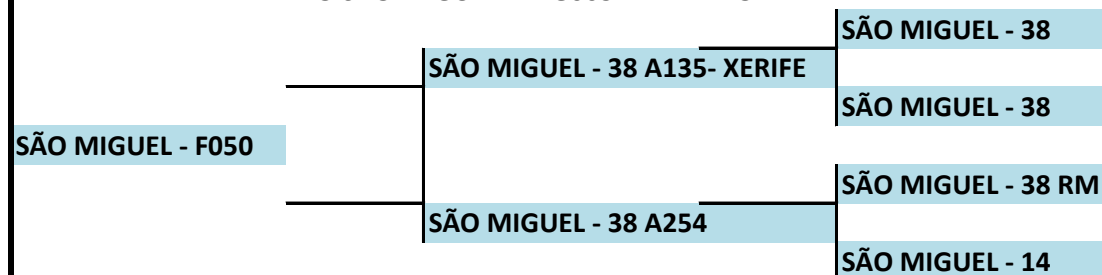 SÃO MIGUEL - 38
SÃO MIGUEL - 38 A135- XERIFE
SÃO MIGUEL - 38
SÃO MIGUEL - F050
SÃO MIGUEL - 38 RM
SÃO MIGUEL - 38 A254
SÃO MIGUEL - 14